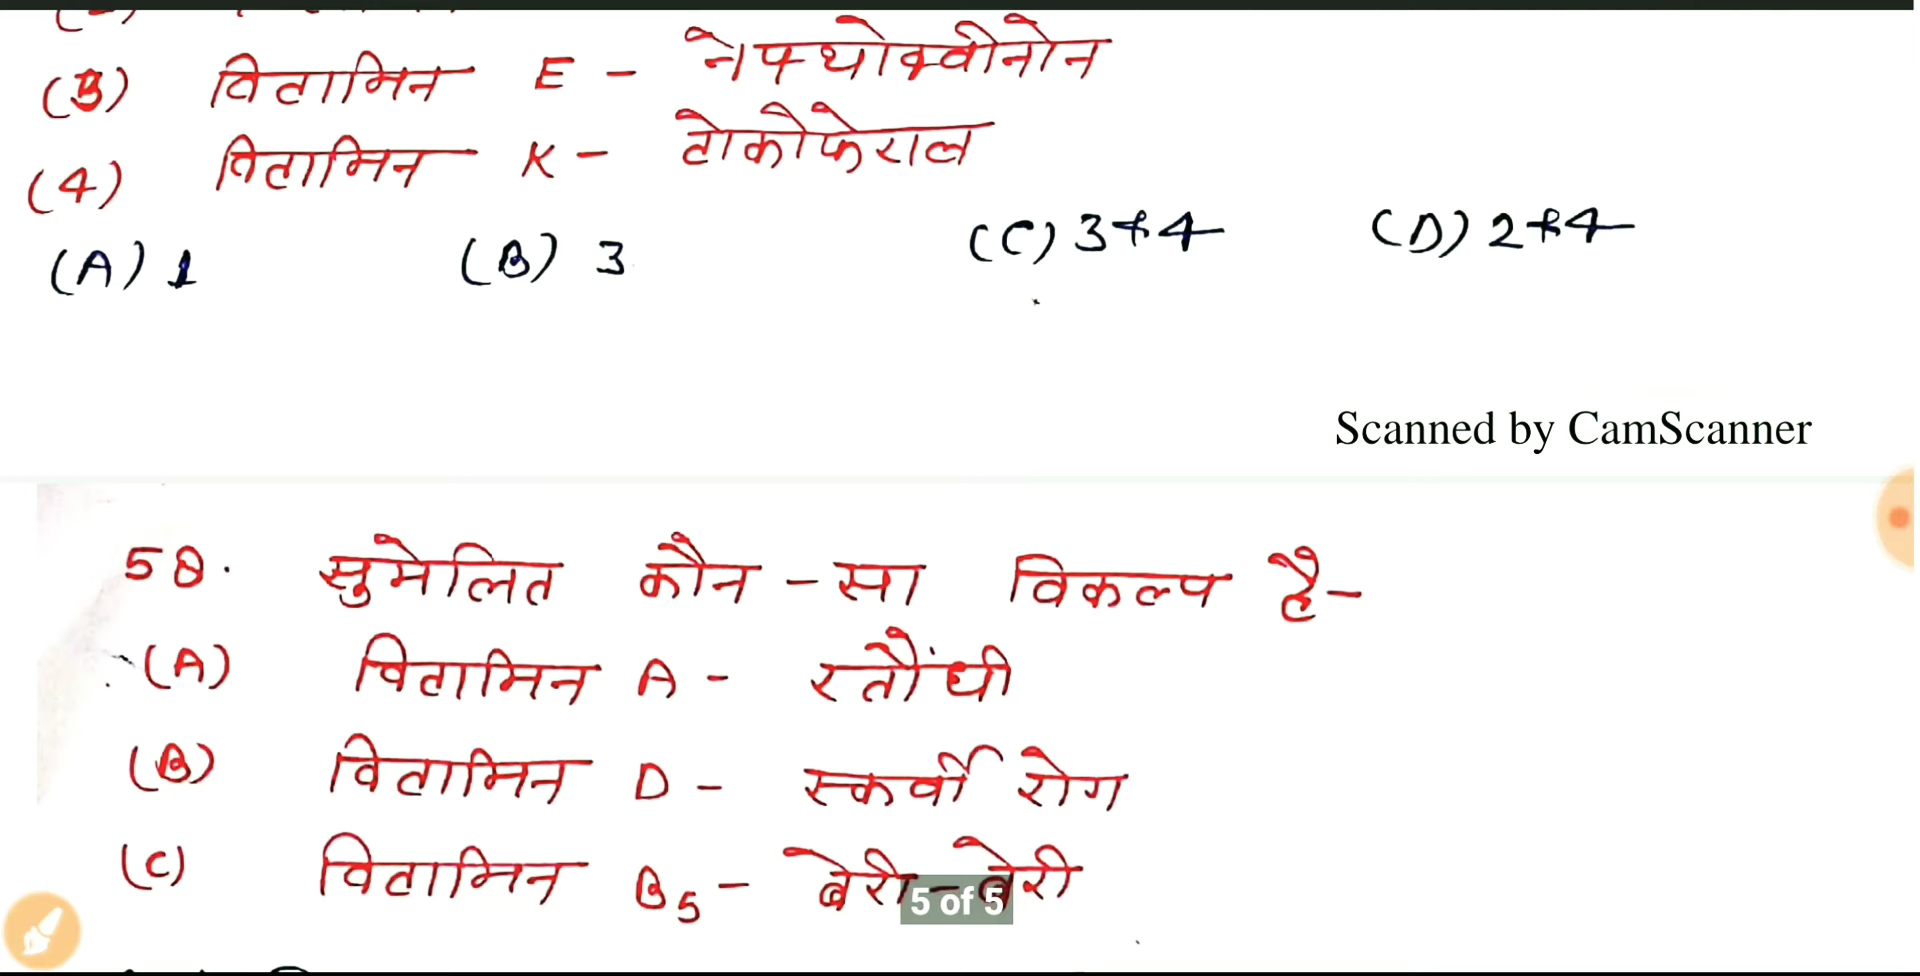 (3) विटामिन E - नेफ्थोक्वीनोन
(4) विटामिन K - टोकोफेराल
(A) 1 (B) 3 (C) 3 & 4 (D) 2 & 4
Scanned by CamScanner
58. सुमेलित कौन - सा विकल्प है-
(A) विटामिन A - रतौंधी
(B) विटामिन D - स्कर्वी रोग
(C) विटामिन B5 - बेरी-बेरी
5 of 5